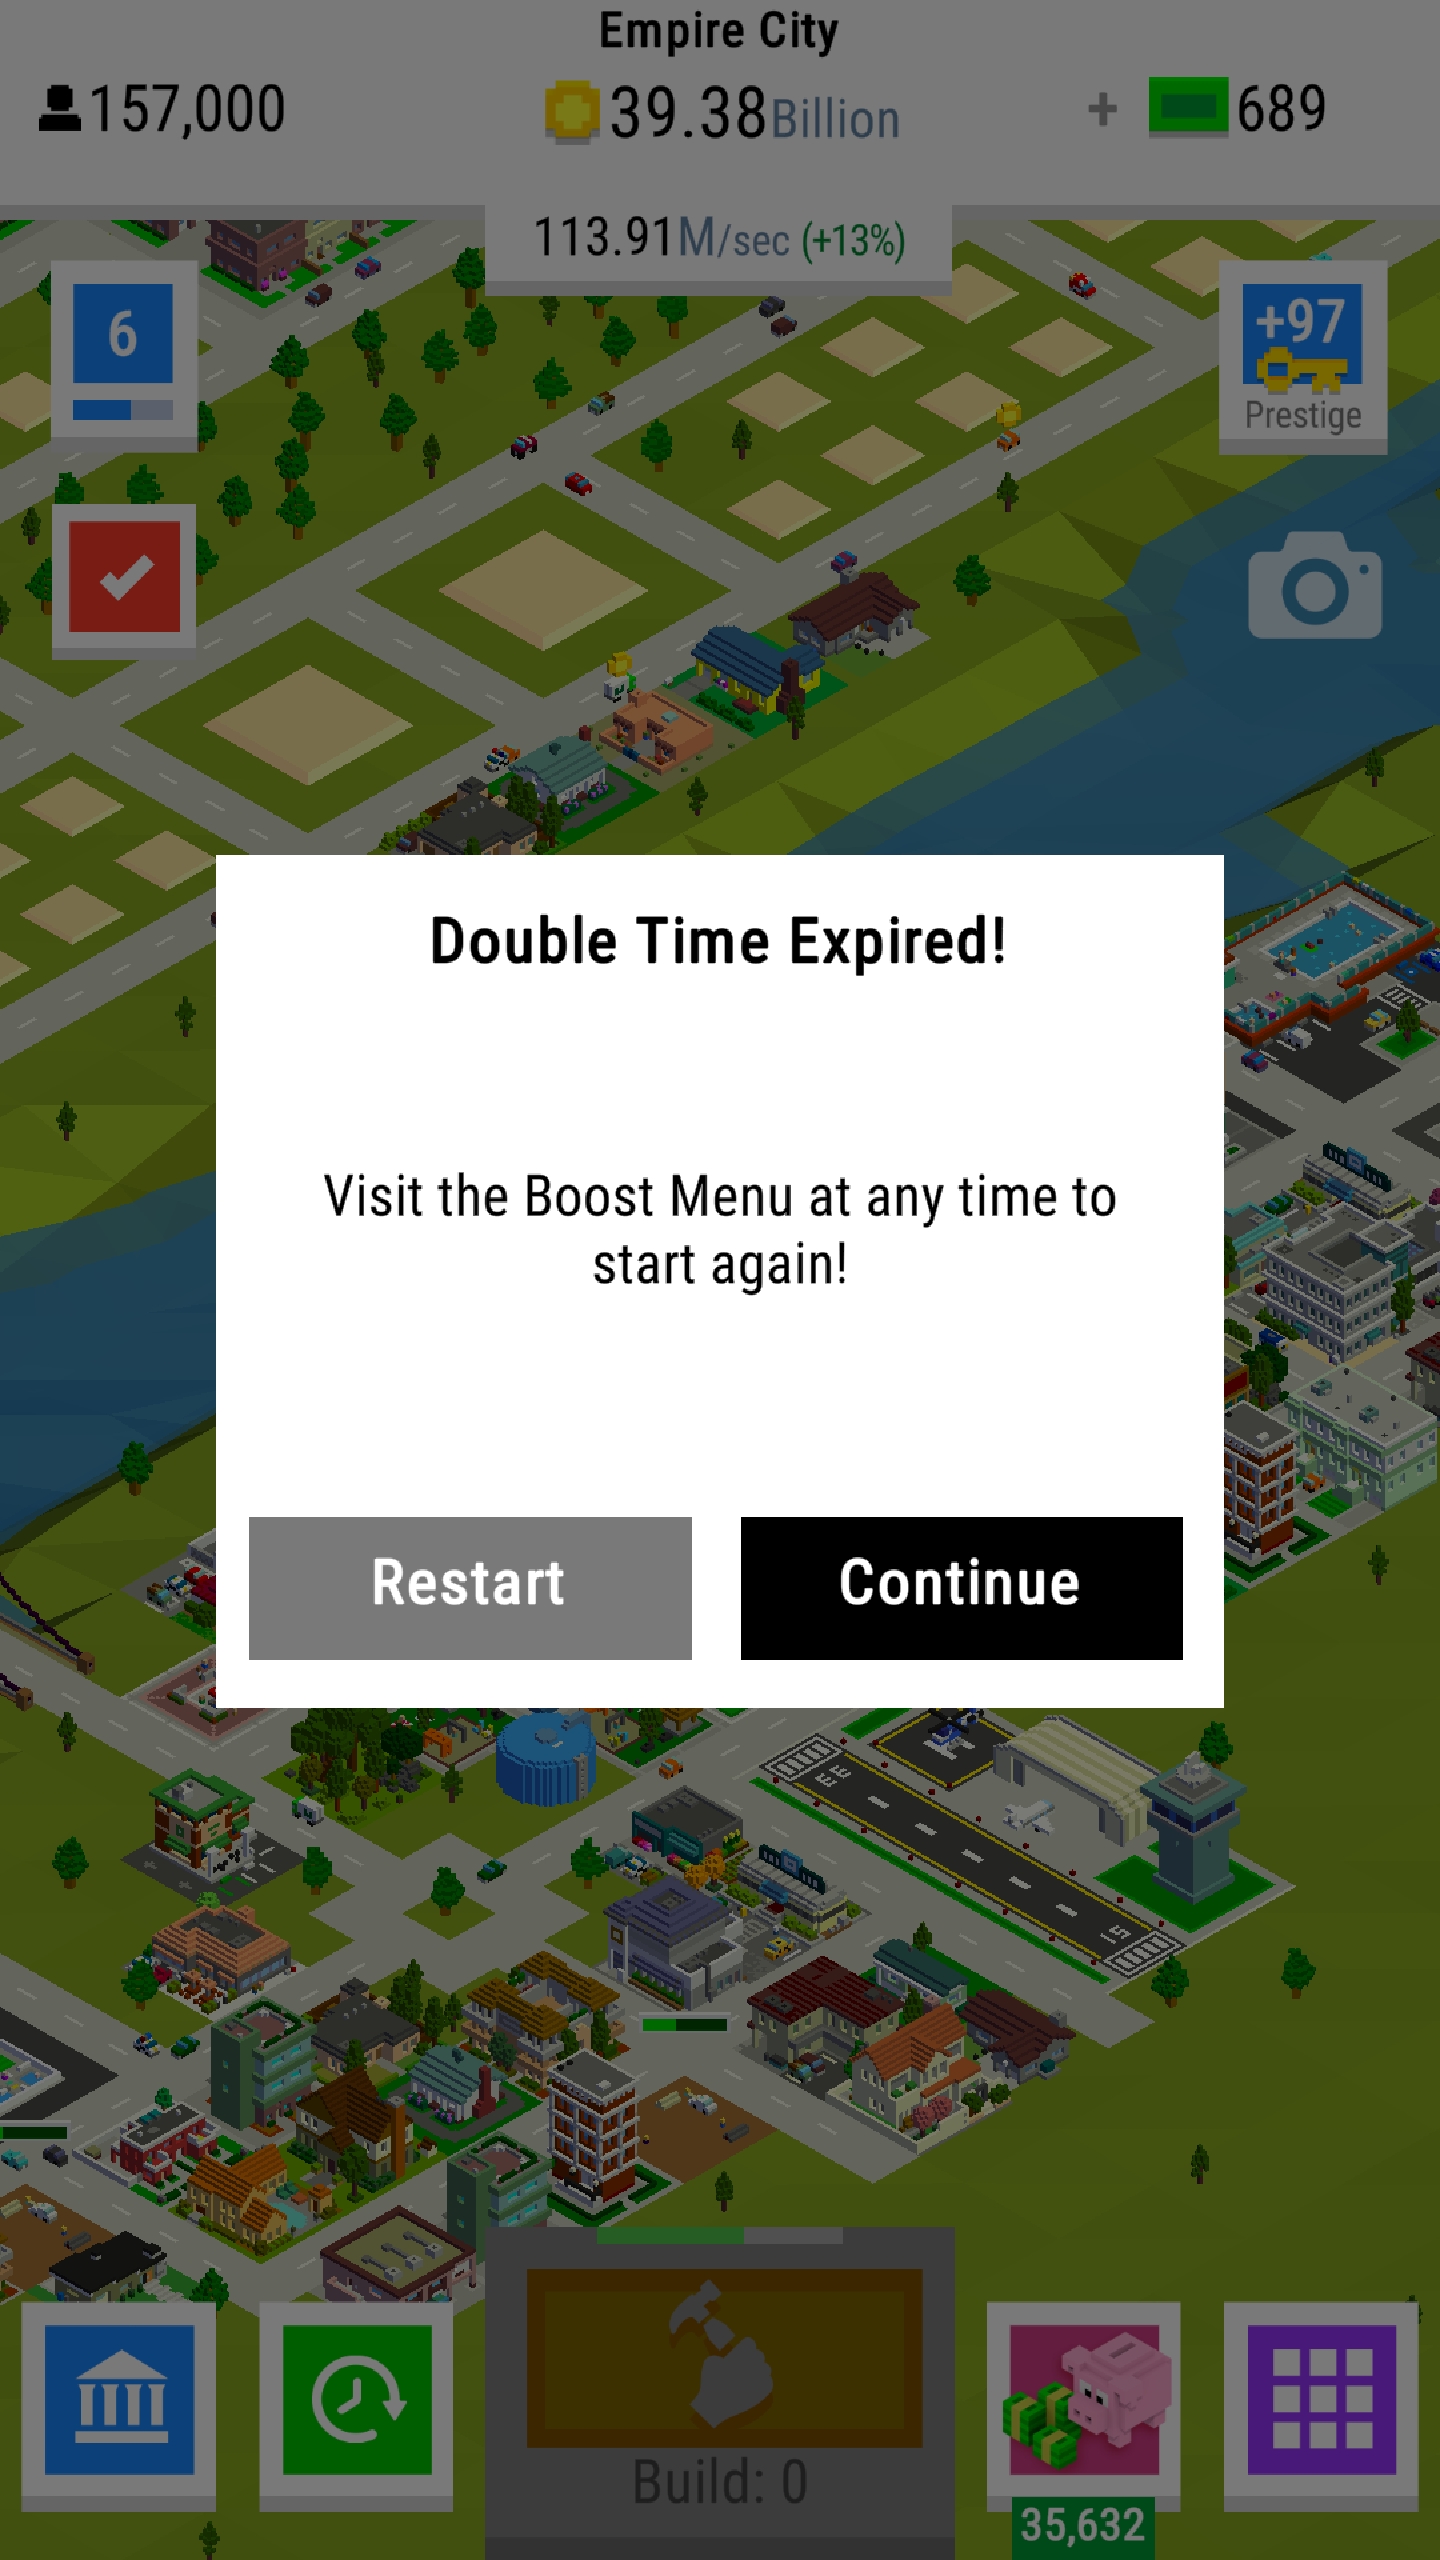 Empire City
157,000
39.38Billion
+ 689
113.91M/sec (+13%)
6
+97
Prestige
Double Time Expired!
Visit the Boost Menu at any time to
start again!
Restart
Continue
Build: 0
35,632